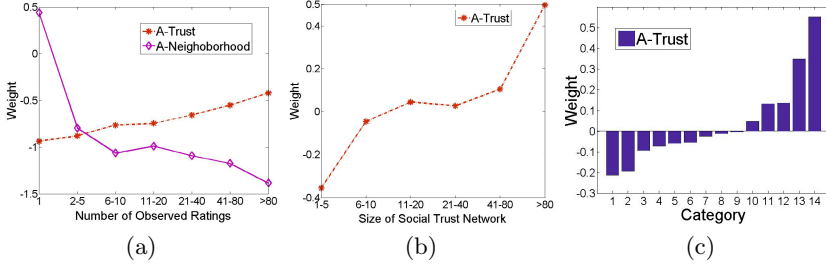 0.5
0
-0.5
-1
-1.5
Weight
A-Trust
A-Neighoborhood
1 2-5 6-10 11-20 21-40 41-80 >80
Number of Observed Ratings
(a)
0.5
0.4
0.2
0
-0.2
-0.4
Weight
A-Trust
1-5 6-10 11-20 21-40 41-80 >80
Size of Social Trust Network
(b)
0.5
0.4
0.3
0.2
0.1
0
-0.1
-0.2
-0.3
Weight
A-Trust
1 2 3 4 5 6 7 8 9 10 11 12 13 14
Category
(c)